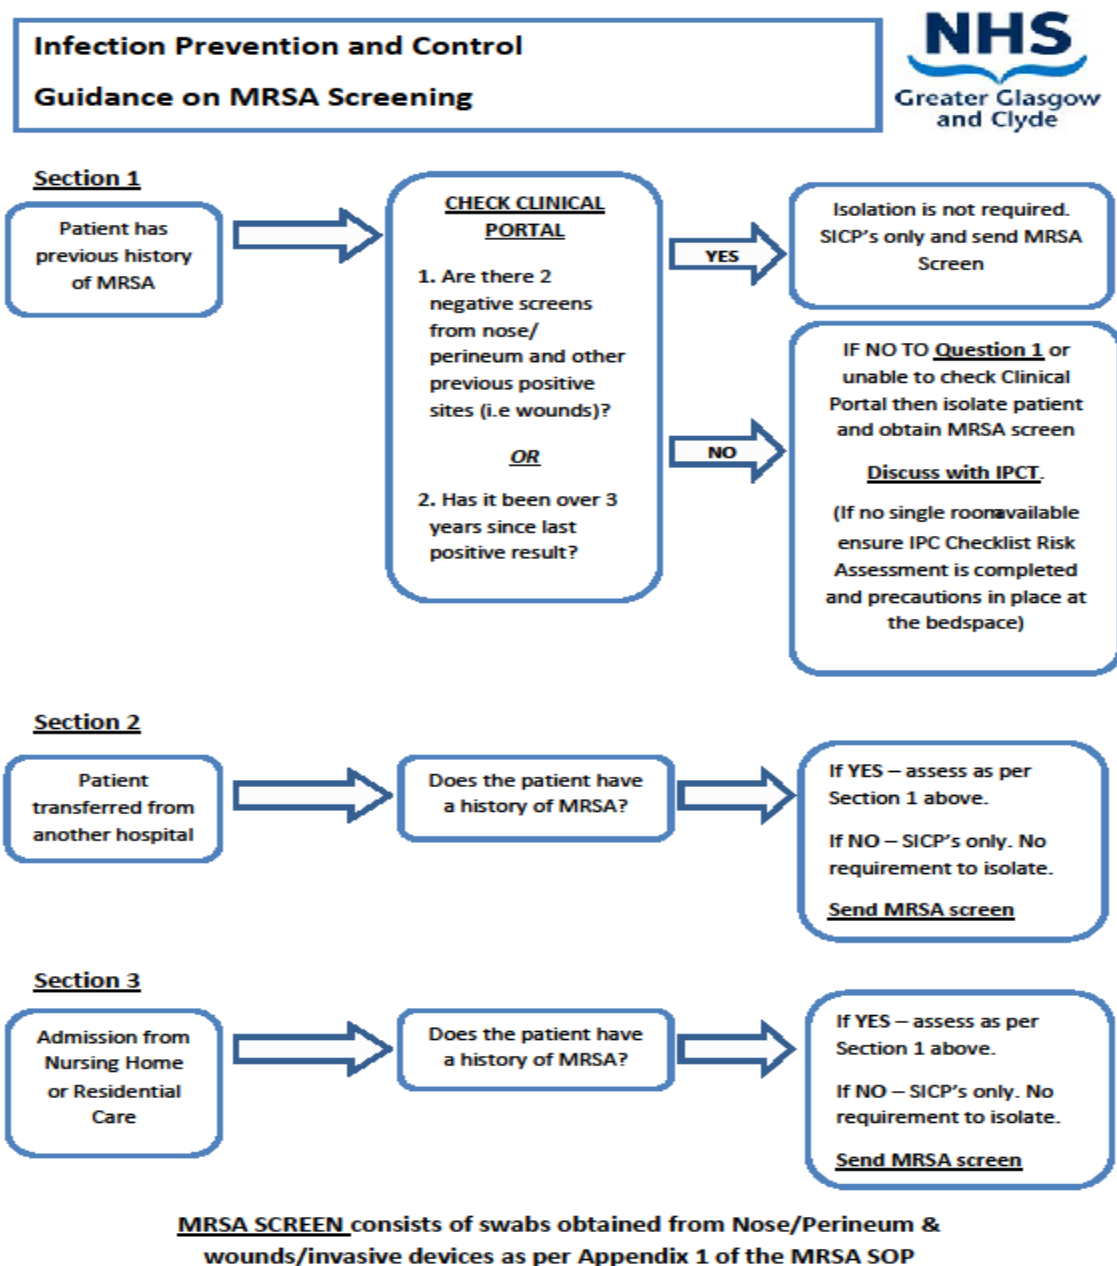 Infection Prevention and Control
Guidance on MRSA Screening
NHS
Greater Glasgow
and Clyde
Section 1
Patient has
previous history
of MRSA
CHECK CLINICAL
PORTAL
1. Are there 2
negative screens
from nose/
perineum and other
previous positive
sites (i.e wounds)?
OR
2. Has it been over 3
years since last
positive result?
YES
Isolation is not required.
SICP's only and send MRSA
Screen
NO
IF NO TO Question 1 or
unable to check Clinical
Portal then isolate patient
and obtain MRSA screen
Discuss with IPCT.
(If no single room available
ensure IPC Checklist Risk
Assessment is completed
and precautions in place at
the bedspace)
Section 2
Patient
transferred from
another hospital
Does the patient have
a history of MRSA?
If YES – assess as per
Section 1 above.
If NO – SICP's only. No
requirement to isolate.
Send MRSA screen
Section 3
Admission from
Nursing Home
or Residential
Care
Does the patient have
a history of MRSA?
If YES – assess as per
Section 1 above.
If NO – SICP's only. No
requirement to isolate.
Send MRSA screen
MRSA SCREEN consists of swabs obtained from Nose/Perineum &
wounds/invasive devices as per Appendix 1 of the MRSA SOP